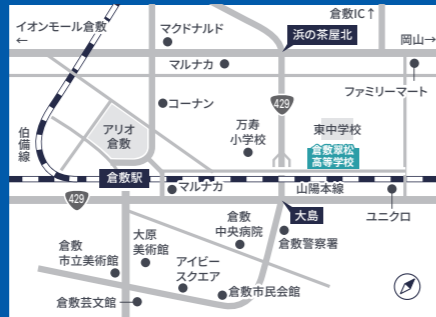 倉敷IC↑
イオンモール倉敷
←
マクドナルド
浜の茶屋北
岡山→
マルナカ
ファミリーマート
コーナン
429
アリオ
倉敷
万寿
小学校
東中学校
倉敷翠松
高等学校
伯備線
倉敷駅
マルナカ
山陽本線
429
大島
ユニクロ
倉敷
中央病院
倉敷警察署
大原
美術館
倉敷
市立美術館
アイビー
スクエア
倉敷市民会館
倉敷芸文館